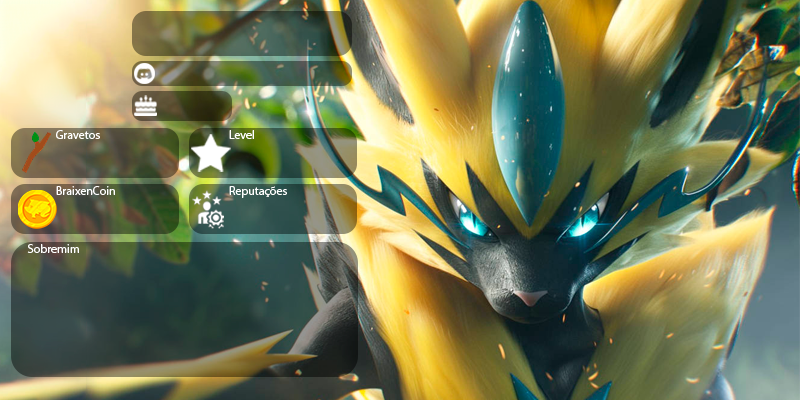 Gravetos
Level
BraixenCoin
Reputações
Sobremim